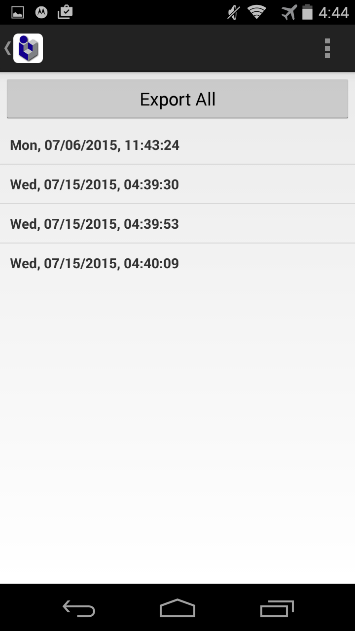 4:44
Export All
Mon, 07/06/2015, 11:43:24
Wed, 07/15/2015, 04:39:30
Wed, 07/15/2015, 04:39:53
Wed, 07/15/2015, 04:40:09